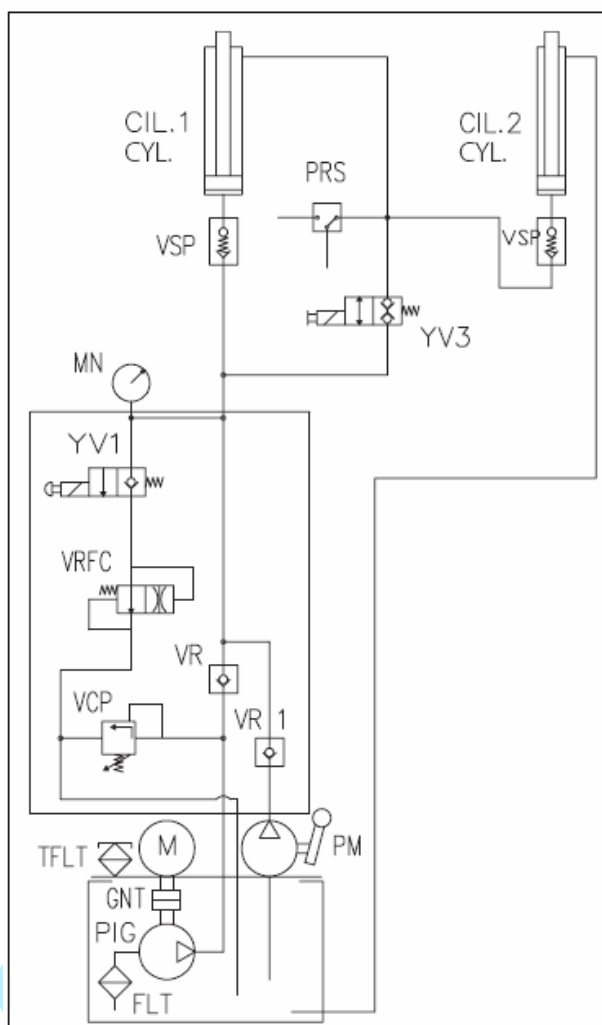 CIL.1
CYL.
CIL.2
CYL.
PRS
VSP
VSP
YV3
MN
YV1
VRFC
VR
VCP
VR 1
TFLT
M
PM
GNT
PIG
FLT